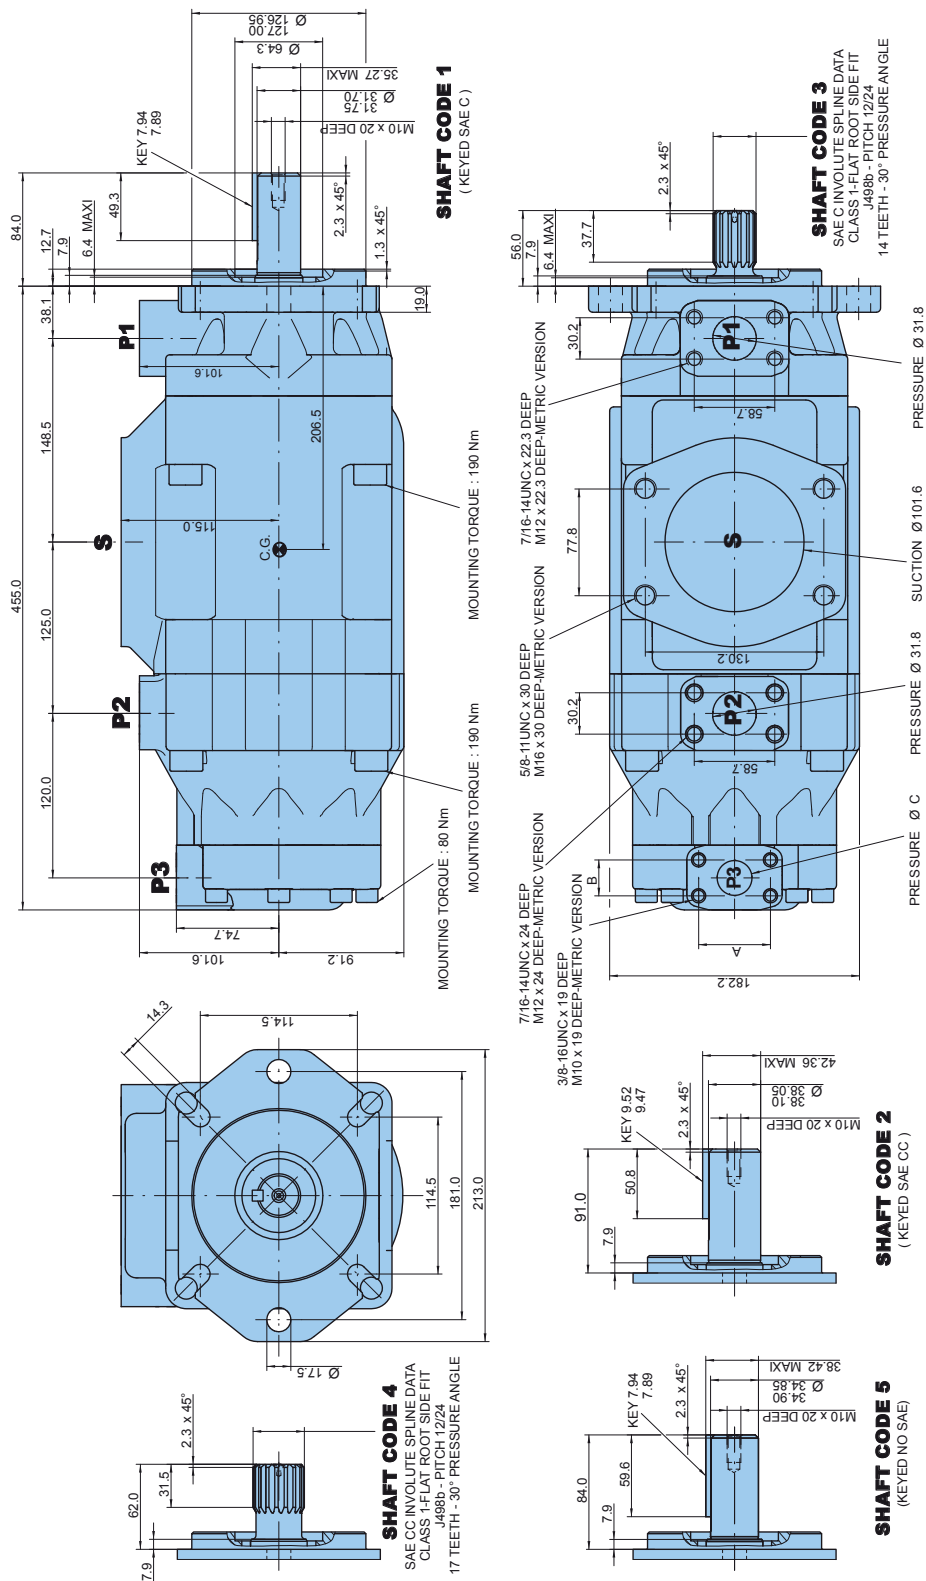 Ø 126.95
127.00
Ø 64.3
35.27 MAXI
Ø 31.70
31.75
M10 x 20 DEEP
KEY 7.94
7.89
84.0
49.3
12.7
7.9
6.4 MAXI
2.3 x 45°
1.3 x 45°
SHAFT CODE 1
( KEYED SAE C )
455.0
38.1
148.5
125.0
120.0
P1
S
P2
P3
101.6
115.0
206.5
C.G.
19.0
74.7
101.6
91.2
MOUNTING TORQUE : 190 Nm
MOUNTING TORQUE : 190 Nm
MOUNTING TORQUE : 80 Nm
14.3
114.5
114.5
181.0
213.0
Ø 17.5
62.0
31.5
7.9
2.3 x 45°
SHAFT CODE 4
SAE CC INVOLUTE SPLINE DATA
CLASS 1-FLAT ROOT SIDE FIT
J498b - PITCH 12/24
17 TEETH - 30° PRESSURE ANGLE
56.0
7.9
6.4 MAXI
37.7
2.3 x 45°
SHAFT CODE 3
SAE C INVOLUTE SPLINE DATA
CLASS 1-FLAT ROOT SIDE FIT
J498b - PITCH 12/24
14 TEETH - 30° PRESSURE ANGLE
7/16-14UNC x 22.3 DEEP
M12 x 22.3 DEEP-METRIC VERSION
5/8-11UNC x 30 DEEP
M16 x 30 DEEP-METRIC VERSION
7/16-14UNC x 24 DEEP
M12 x 24 DEEP-METRIC VERSION
3/8-16UNC x 19 DEEP
M10 x 19 DEEP-METRIC VERSION
30.2
P1
58.7
77.8
S
130.2
30.2
P2
58.7
B
P3
A
182.2
PRESSURE Ø 31.8
SUCTION Ø101.6
PRESSURE Ø 31.8
PRESSURE Ø C
91.0
50.8
7.9
KEY 9.52
9.47
2.3 x 45°
42.36 MAXI
Ø 38.05
38.10
M10 x 20 DEEP
SHAFT CODE 2
( KEYED SAE CC )
84.0
59.6
7.9
KEY 7.94
7.89
2.3 x 45°
38.42 MAXI
Ø 34.85
34.90
M10 x 20 DEEP
SHAFT CODE 5
(KEYED NO SAE)